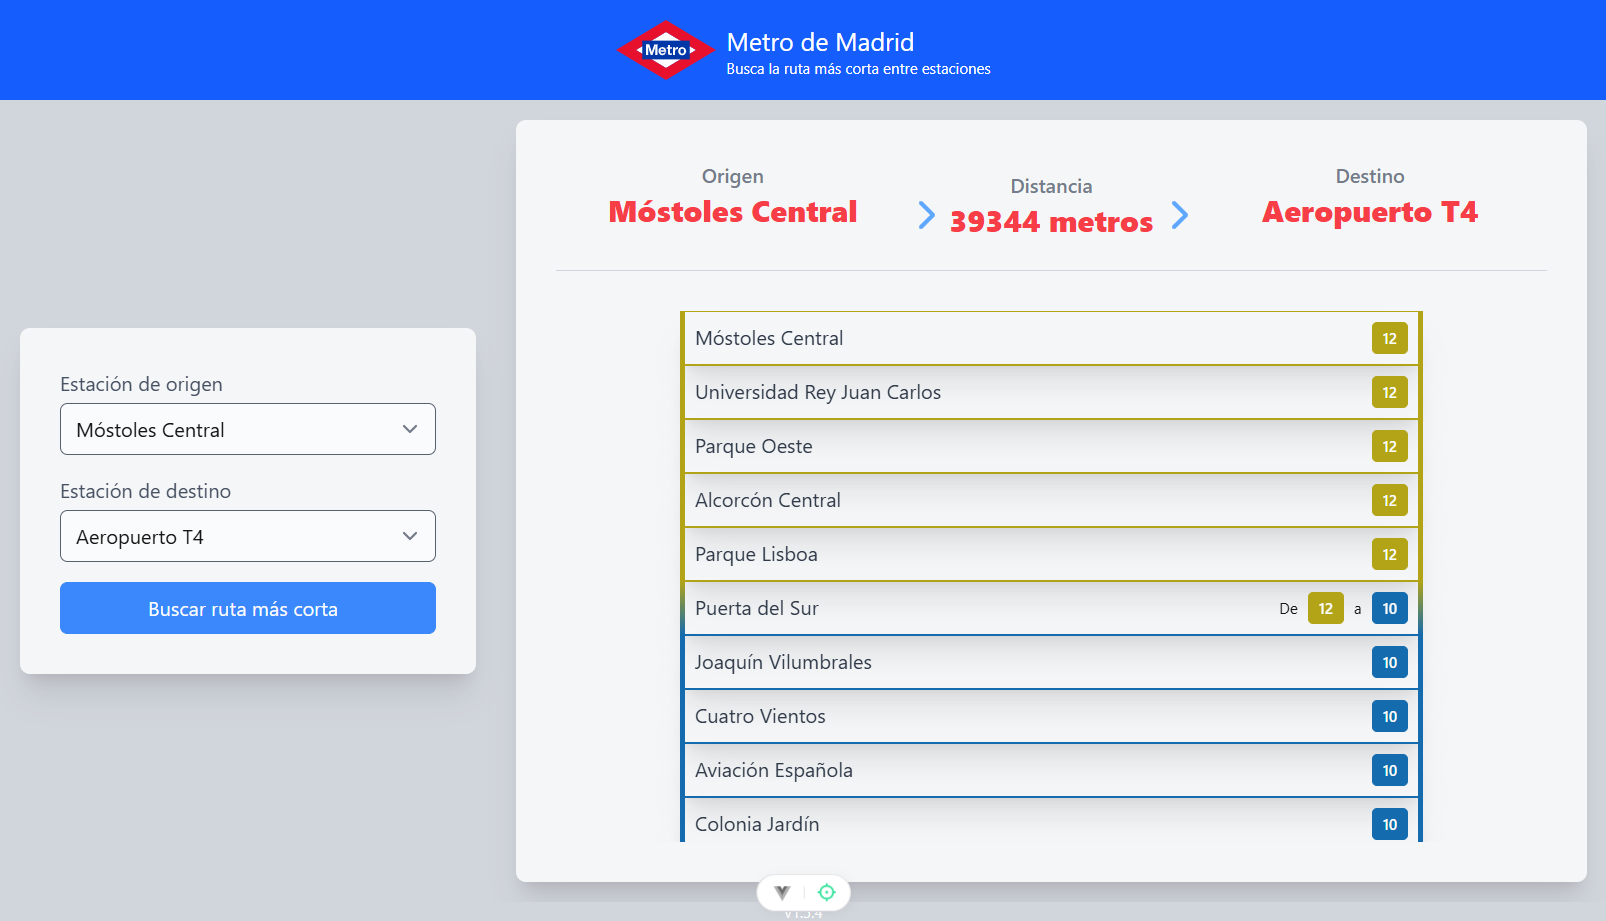 Metro
Metro de Madrid
Busca la ruta más corta entre estaciones
Estación de origen
Móstoles Central
Estación de destino
Aeropuerto T4
Buscar ruta más corta
Origen
Móstoles Central
Distancia
39344 metros
Destino
Aeropuerto T4
Móstoles Central 12
Universidad Rey Juan Carlos 12
Parque Oeste 12
Alcorcón Central 12
Parque Lisboa 12
Puerta del Sur De 12 a 10
Joaquín Vilumbrales 10
Cuatro Vientos 10
Aviación Española 10
Colonia Jardín 10